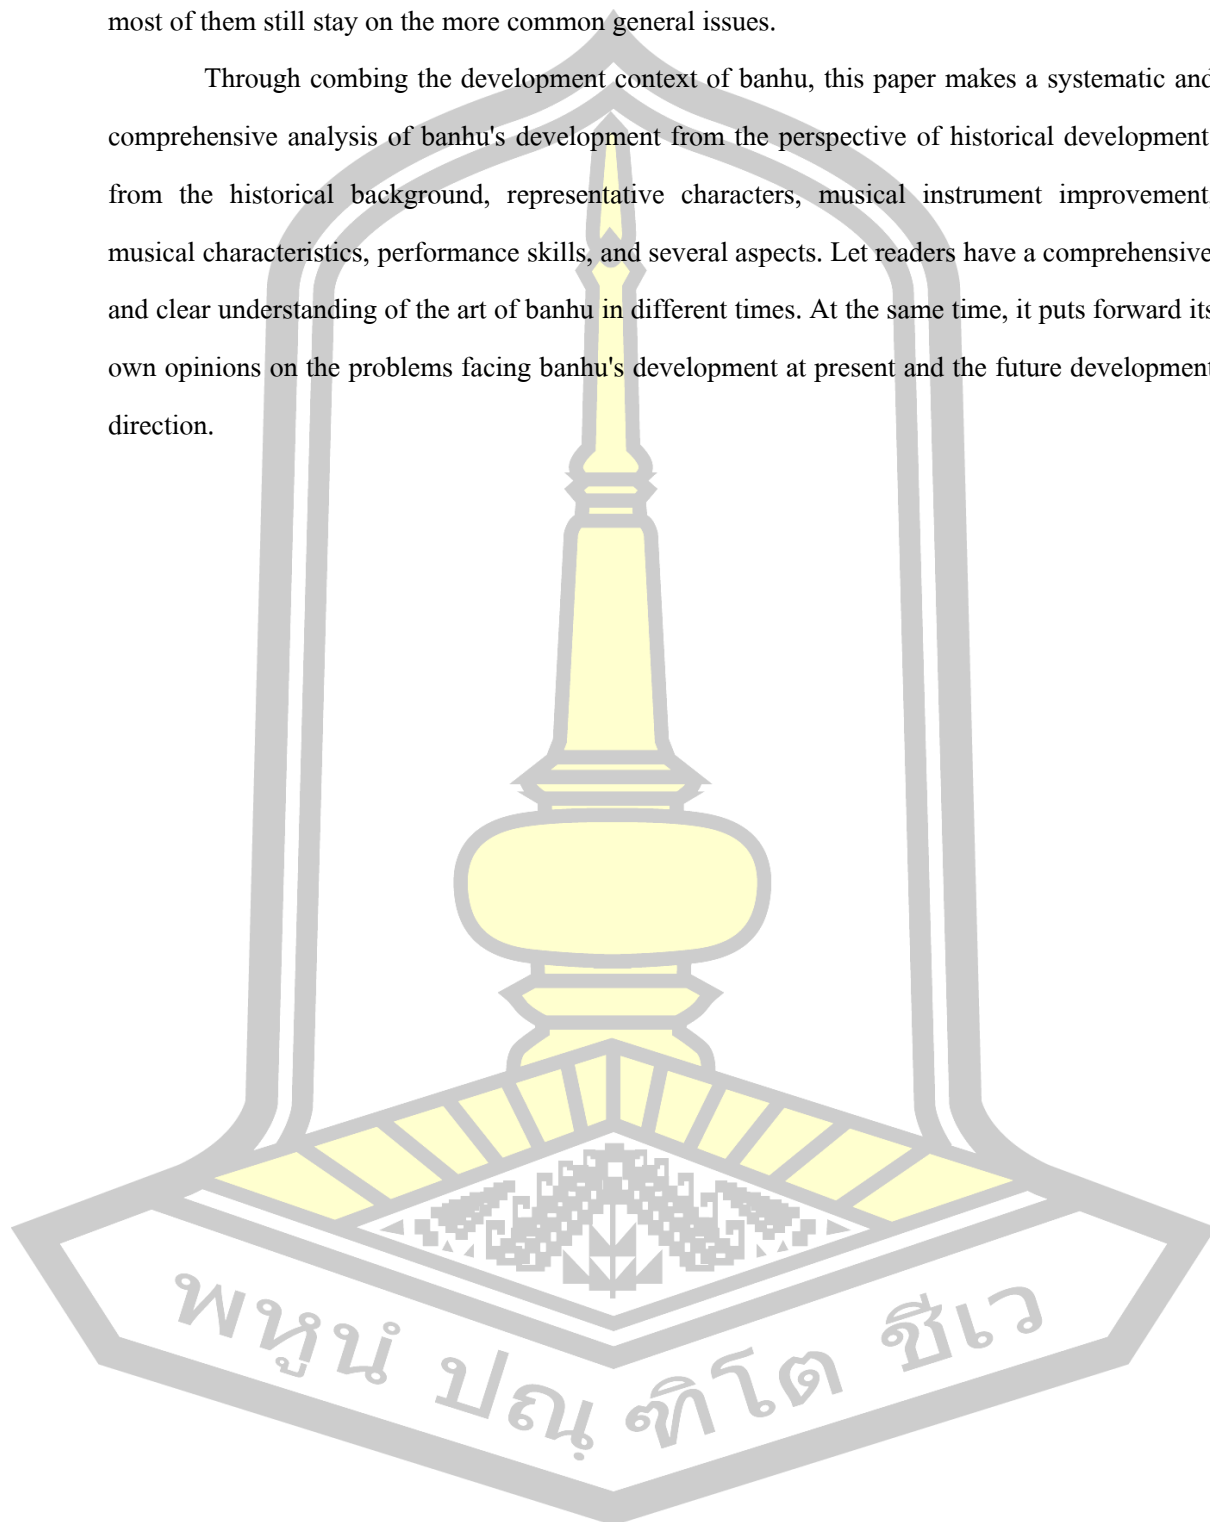 most of them still stay on the more common general issues.
Through combing the development context of banhu, this paper makes a systematic and
comprehensive analysis of banhu's development from the perspective of historical development
from the historical background, representative characters, musical instrument improvement,
musical characteristics, performance skills, and several aspects. Let readers have a comprehensive
and clear understanding of the art of banhu in different times. At the same time, it puts forward its
own opinions on the problems facing banhu's development at present and the future development
direction.
พหูนํ ปณฺฑิโต ชีเว